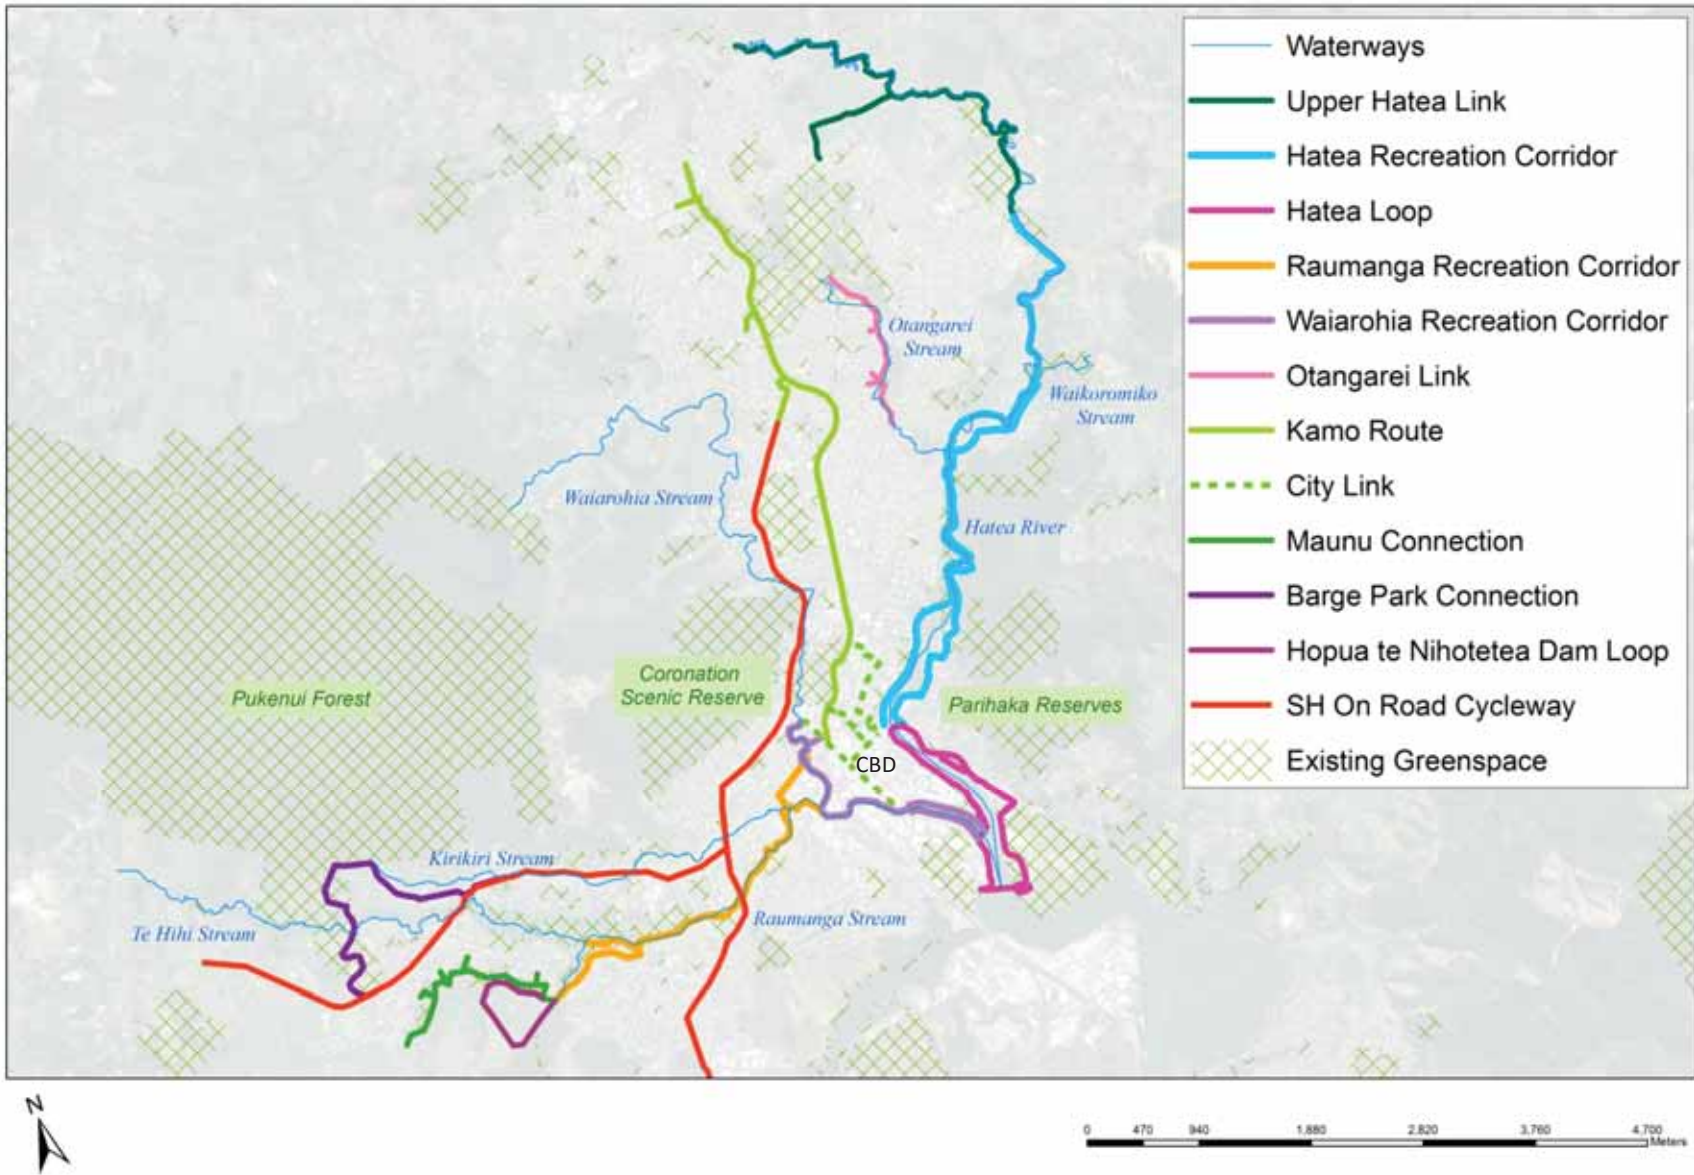 Waterways
Upper Hatea Link
Hatea Recreation Corridor
Hatea Loop
Raumanga Recreation Corridor
Waiarohia Recreation Corridor
Otangarei Link
Kamo Route
City Link
Maunu Connection
Barge Park Connection
Hopua te Nihotetea Dam Loop
SH On Road Cycleway
Existing Greenspace
Otangarei
Stream
Waikoromiko
Stream
Waiarohia Stream
Hatea River
Pukenui Forest
Coronation
Scenic Reserve
Parihaka Reserves
CBD
Kirikiri Stream
Te Hihi Stream
Raumanga Stream
N
0 470 940 1,880 2,820 3,760 4,700
Meters